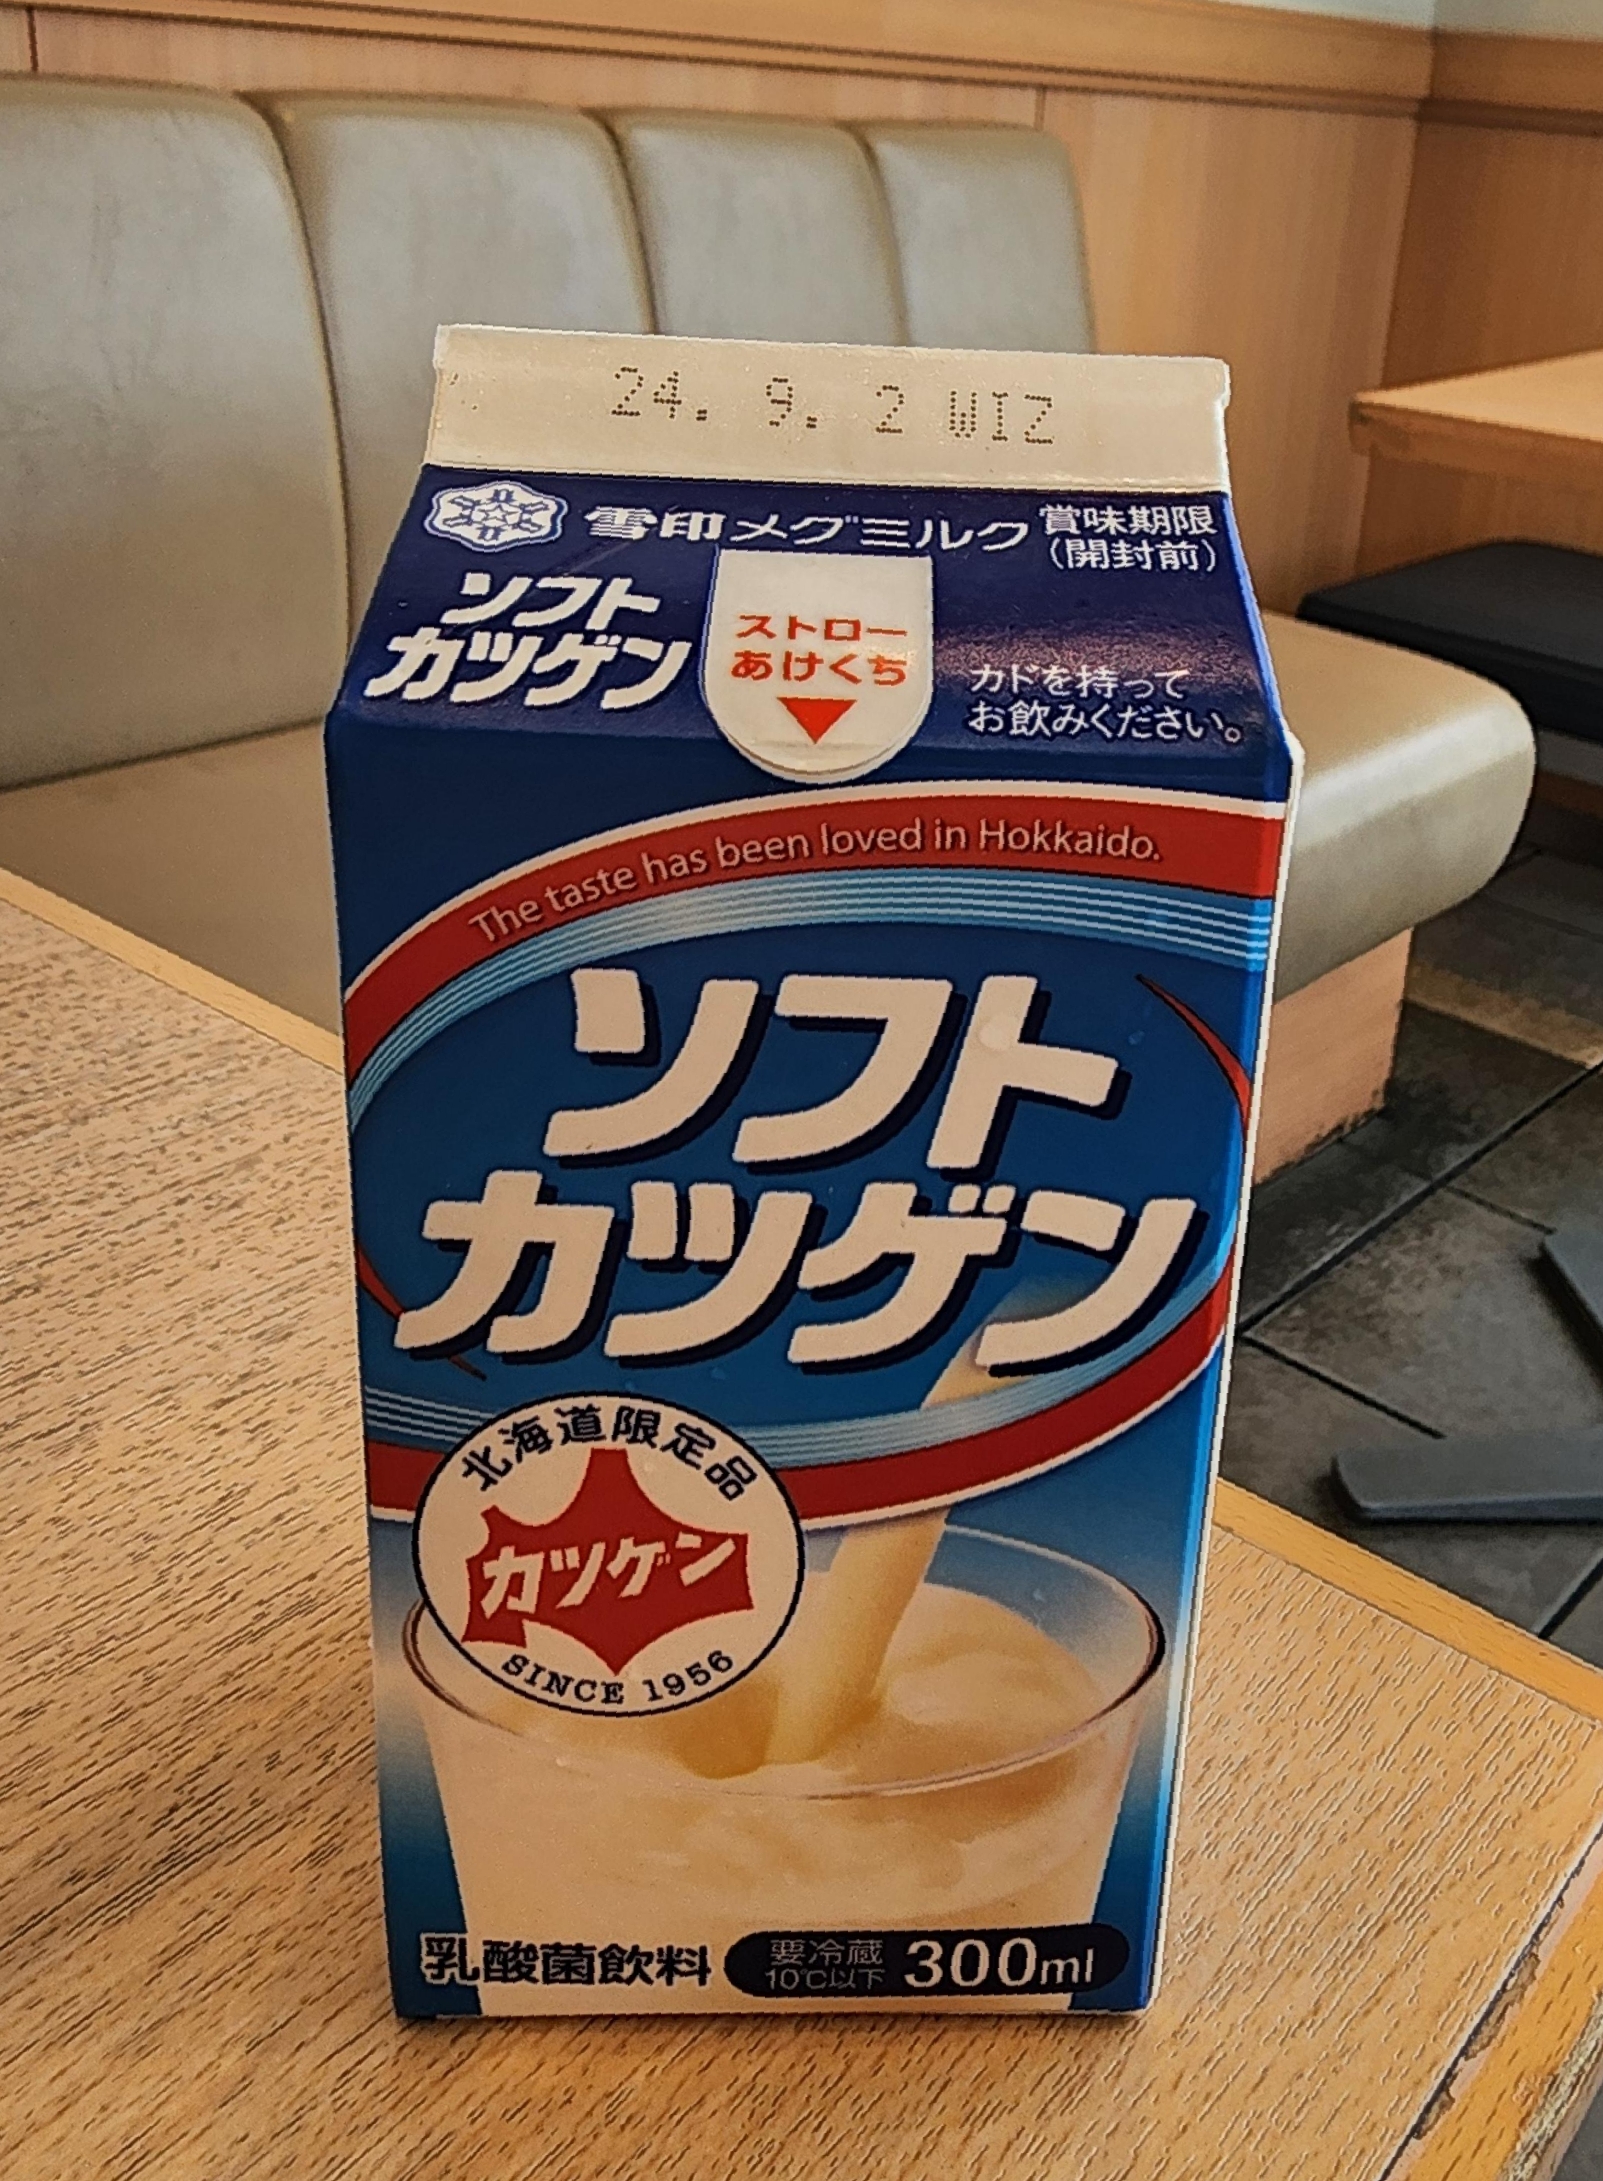 24. 9. 2 WIZ
雪印メグミルク
賞味期限
(開封前)
ソフト
カツゲン
ストロー
あけくち
カドを持って
お飲みください。
The taste has been loved in Hokkaido.
ソフト
カツゲン
北海道限定品
カツゲン
SINCE 1956
乳酸菌飲料
要冷蔵
10℃以下
300ml